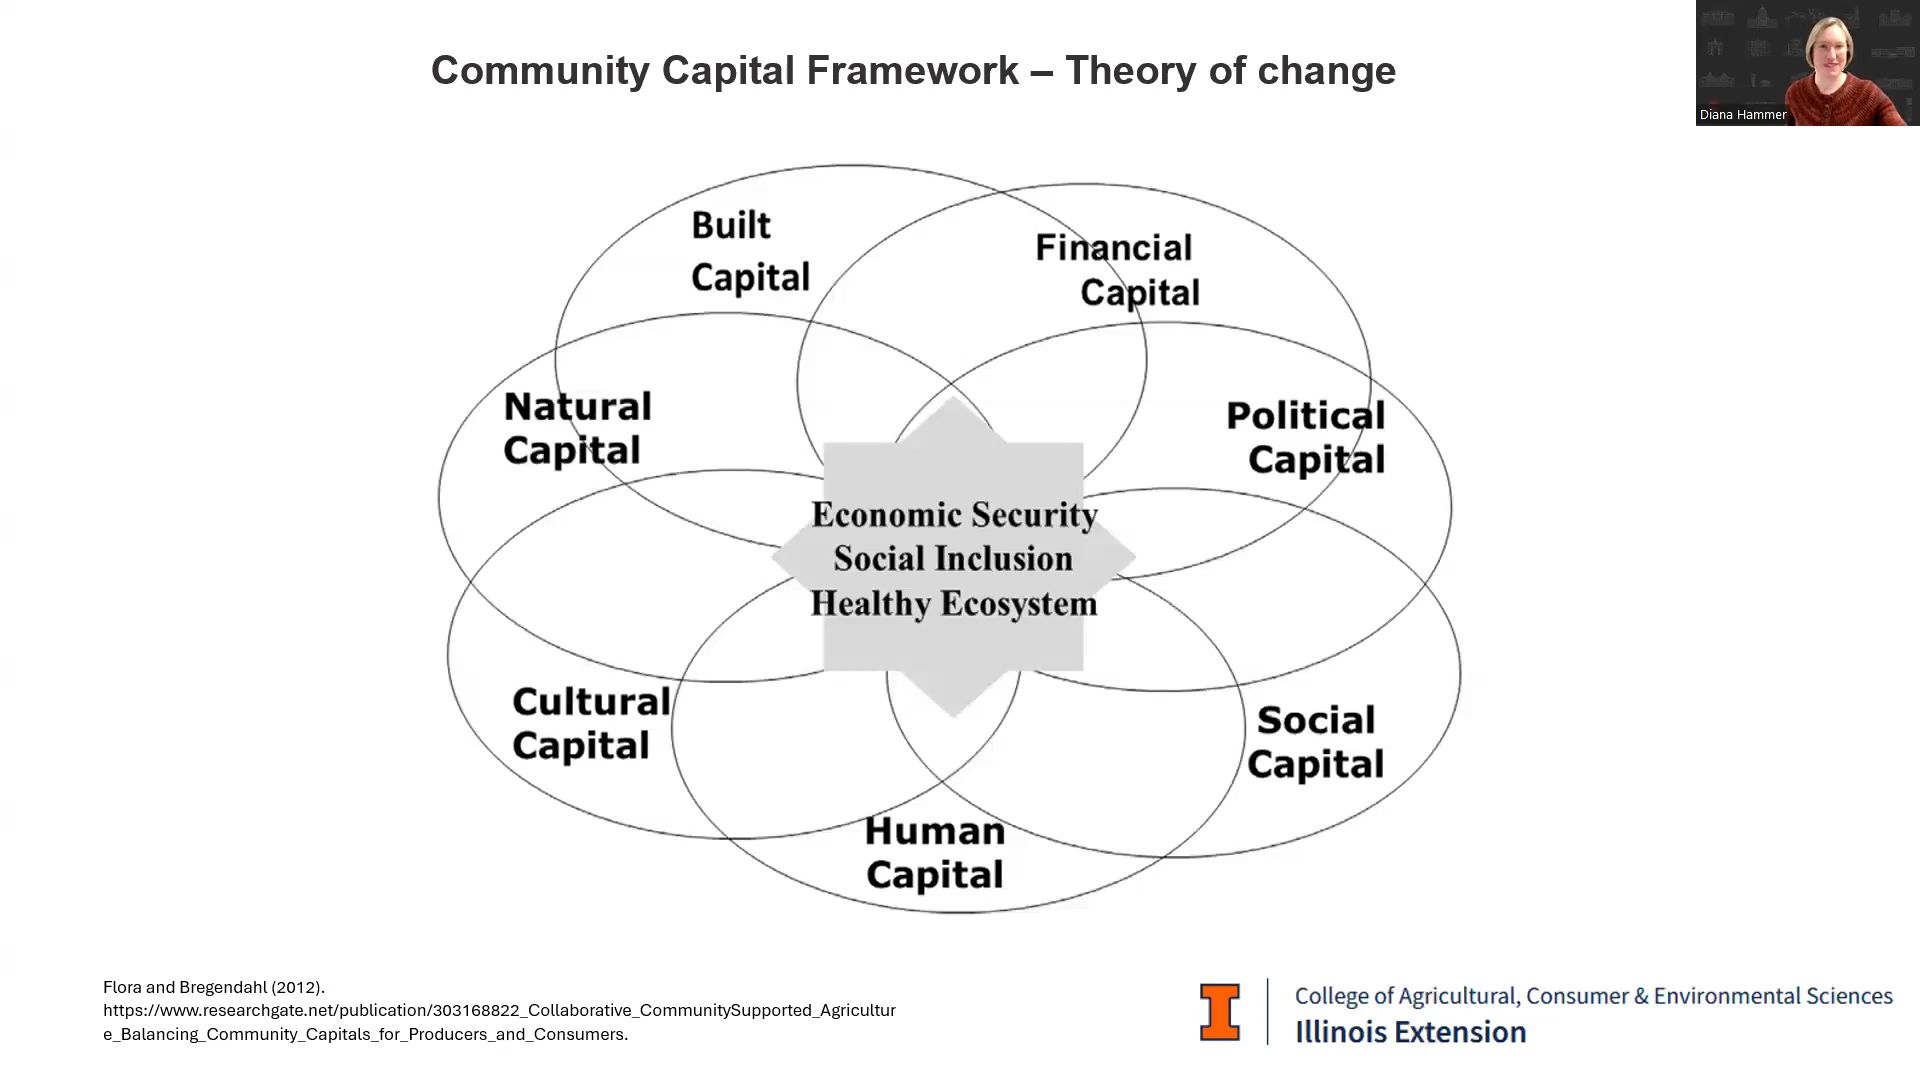 Community Capital Framework – Theory of change
Diana Hammer
Built
Capital
Financial
Capital
Natural
Capital
Political
Capital
Economic Security
Social Inclusion
Healthy Ecosystem
Cultural
Capital
Social
Capital
Human
Capital
Flora and Bregendahl (2012).
https://www.researchgate.net/publication/303168822_Collaborative_CommunitySupported_Agricultur
e_Balancing_Community_Capitals_for_Producers_and_Consumers.
College of Agricultural, Consumer & Environmental Sciences
Illinois Extension